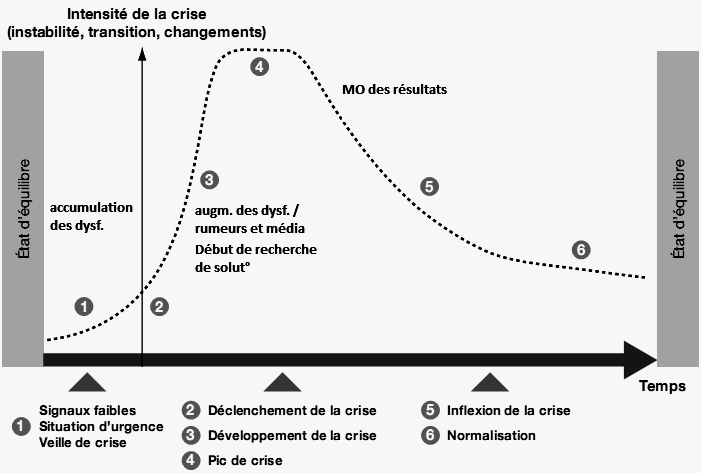 Intensité de la crise
(instabilité, transition, changements)
État d'équilibre
4
MO des résultats
3
5
accumulation
des dysf.
augm. des dysf. /
rumeurs et média
Début de recherche
de solut°
6
1
2
État d'équilibre
Temps
1 Signaux faibles
Situation d'urgence
Veille de crise
2 Déclenchement de la crise
3 Développement de la crise
4 Pic de crise
5 Inflexion de la crise
6 Normalisation